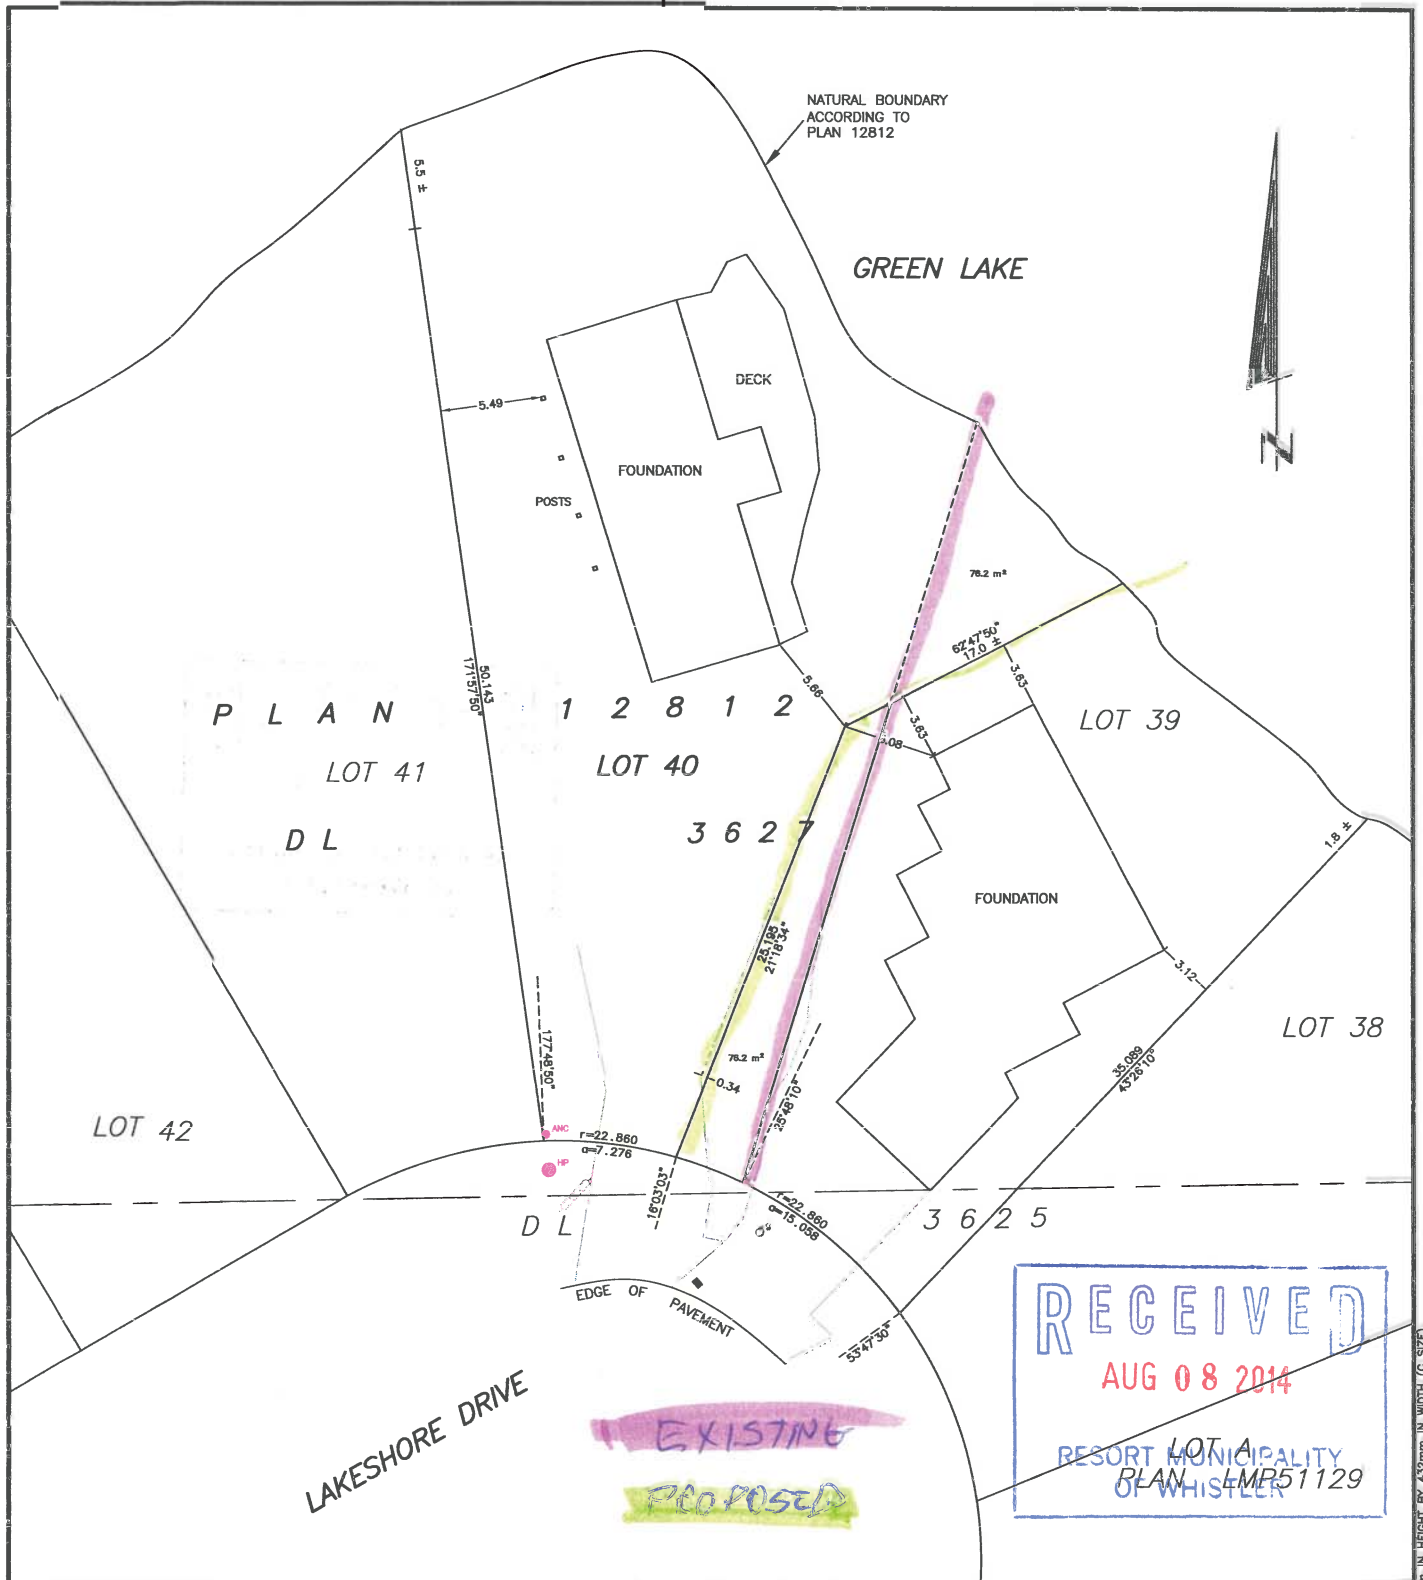 NATURAL BOUNDARY
ACCORDING TO
PLAN 12812
5.5 ±
GREEN LAKE
DECK
5.49
FOUNDATION
POSTS
N
76.2 m²
62°47'50"
17.0 ±
3.63
5.66
50.143
171°57'50"
PLAN 12812
LOT 39
3.63
LOT 41
LOT 40
DL 3627
1.8 ±
FOUNDATION
25.195
21°18'34"
3.12
LOT 38
177°48'50"
76.2 m²
0.34
25°48'10"
35.089
43°26'10"
LOT 42
ANC
r=22.860
a=7.276
HP
16°03'03"
r=22.860
a=15.058
DL 3625
EDGE OF PAVEMENT
53°47'30"
LAKESHORE DRIVE
RECEIVED
AUG 08 2014
RESORT MUNICIPALITY
OF WHISTLER
LOT A
PLAN LMP51129
EXISTING
PROPOSED